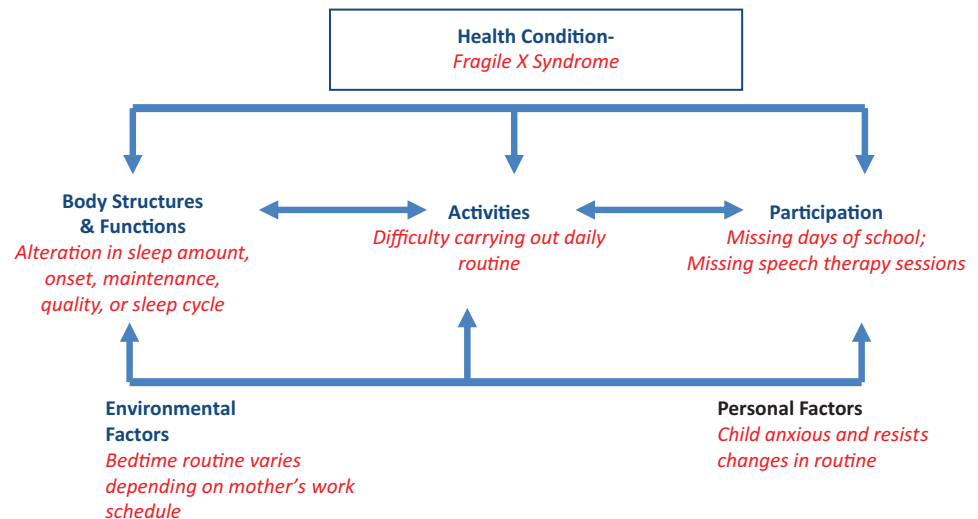 Health Condition-
Fragile X Syndrome
Body Structures
& Functions
Alteration in sleep amount,
onset, maintenance,
quality, or sleep cycle
Activities
Difficulty carrying out daily
routine
Participation
Missing days of school;
Missing speech therapy sessions
Environmental
Factors
Bedtime routine varies
depending on mother’s work
schedule
Personal Factors
Child anxious and resists
changes in routine